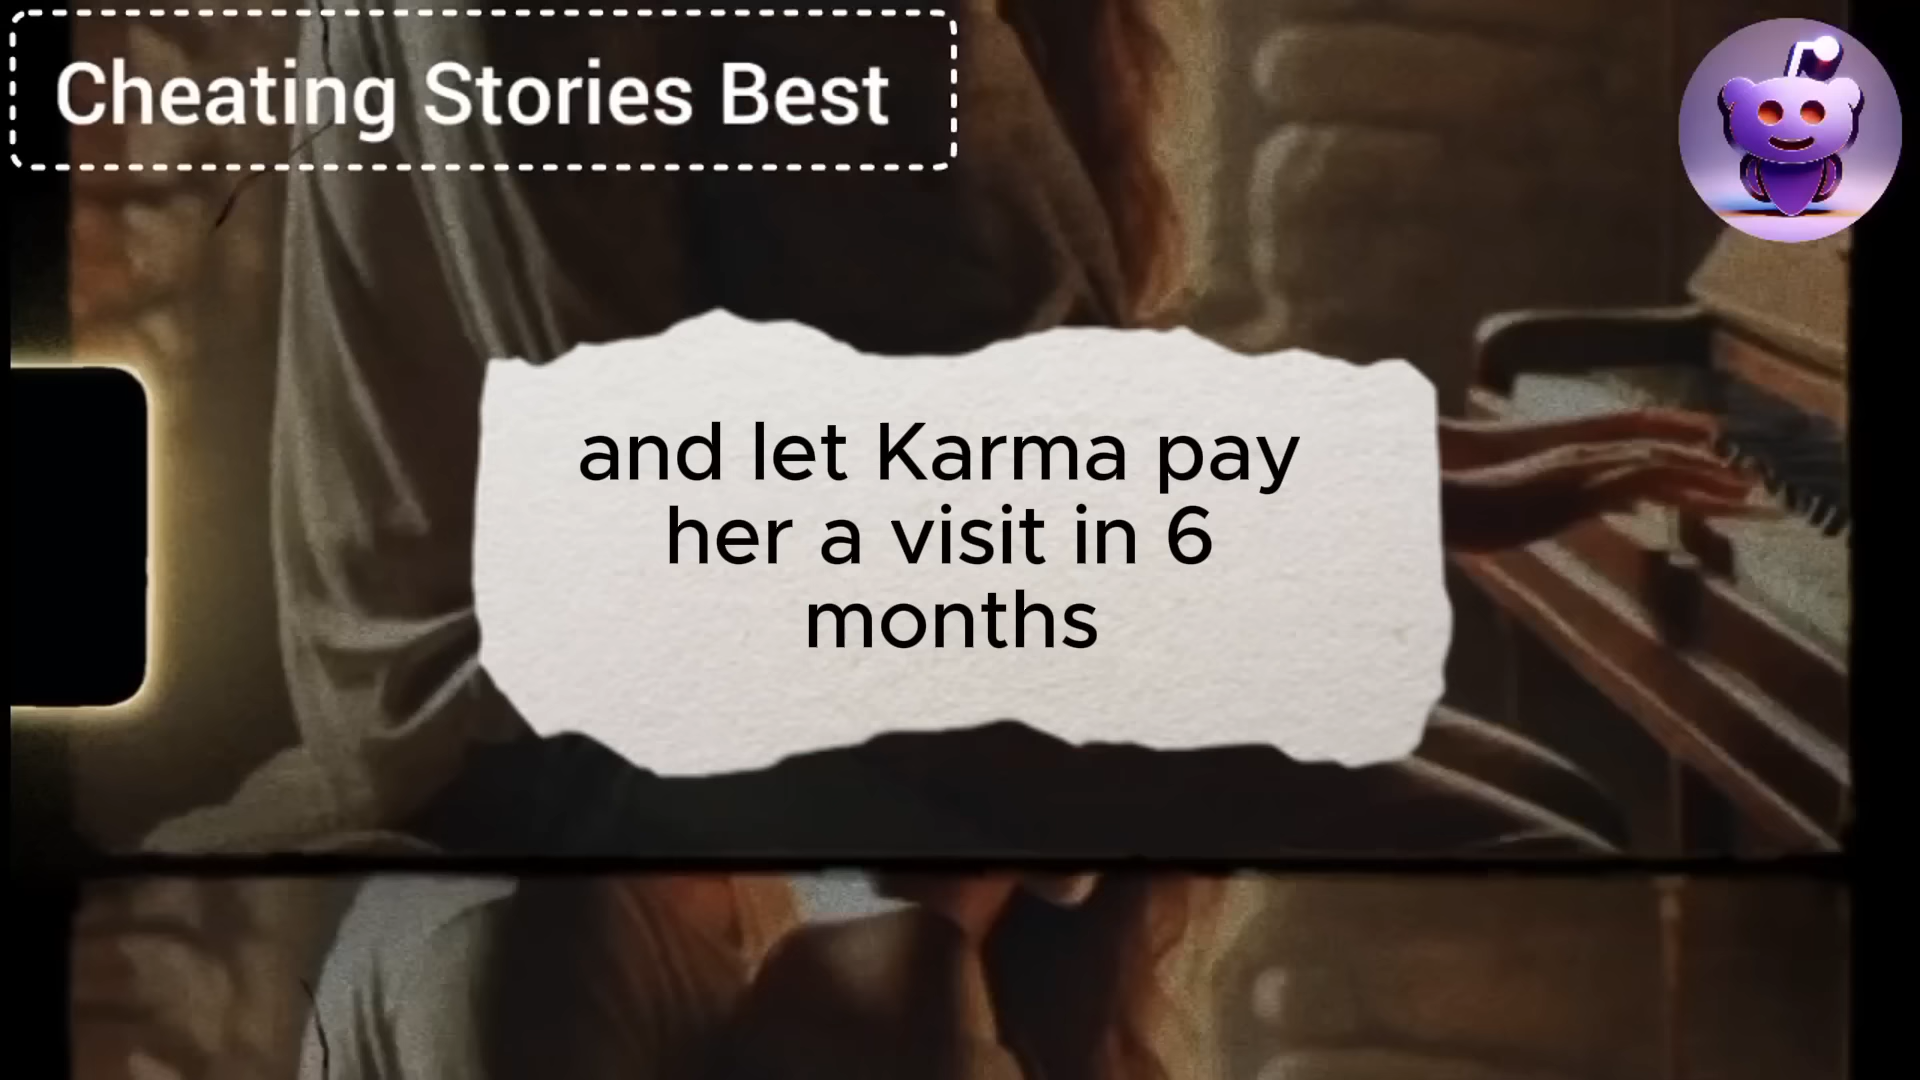 Cheating Stories Best
and let Karma pay
her a visit in 6
months